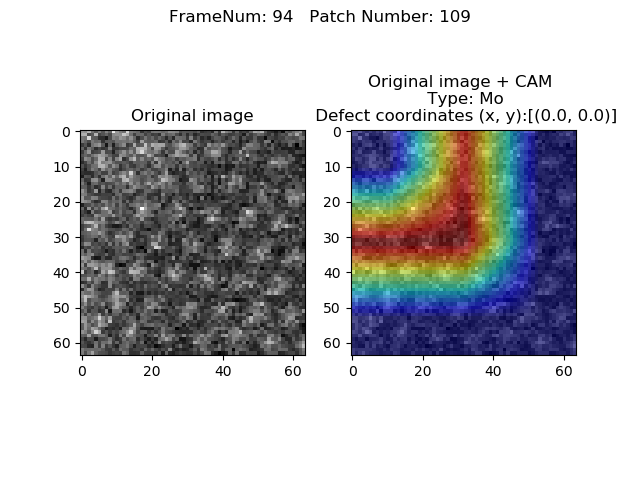 FrameNum: 94   Patch Number: 109
Original image
Original image + CAM
Type: Mo
Defect coordinates (x, y):[(0.0, 0.0)]
0
10
20
30
40
50
60
0 20 40 60
0
10
20
30
40
50
60
0 20 40 60